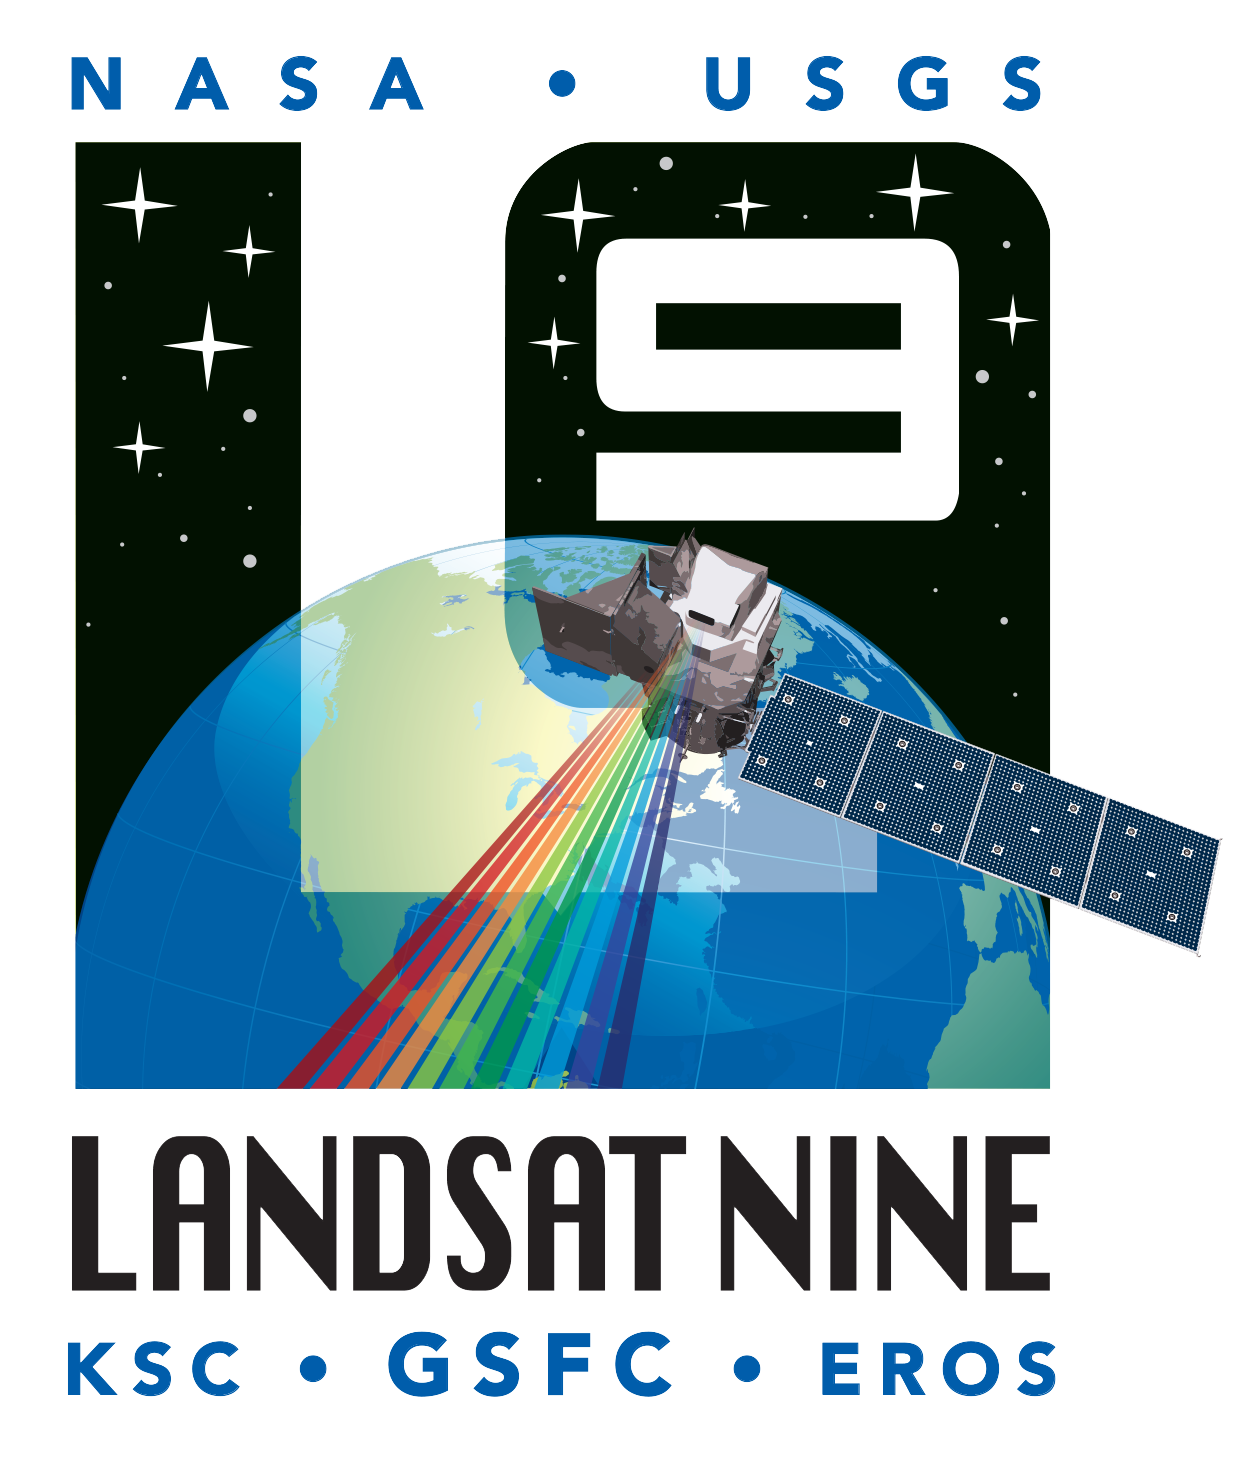 NASA • USGS
L9
LANDSAT NINE
KSC • GSFC • EROS